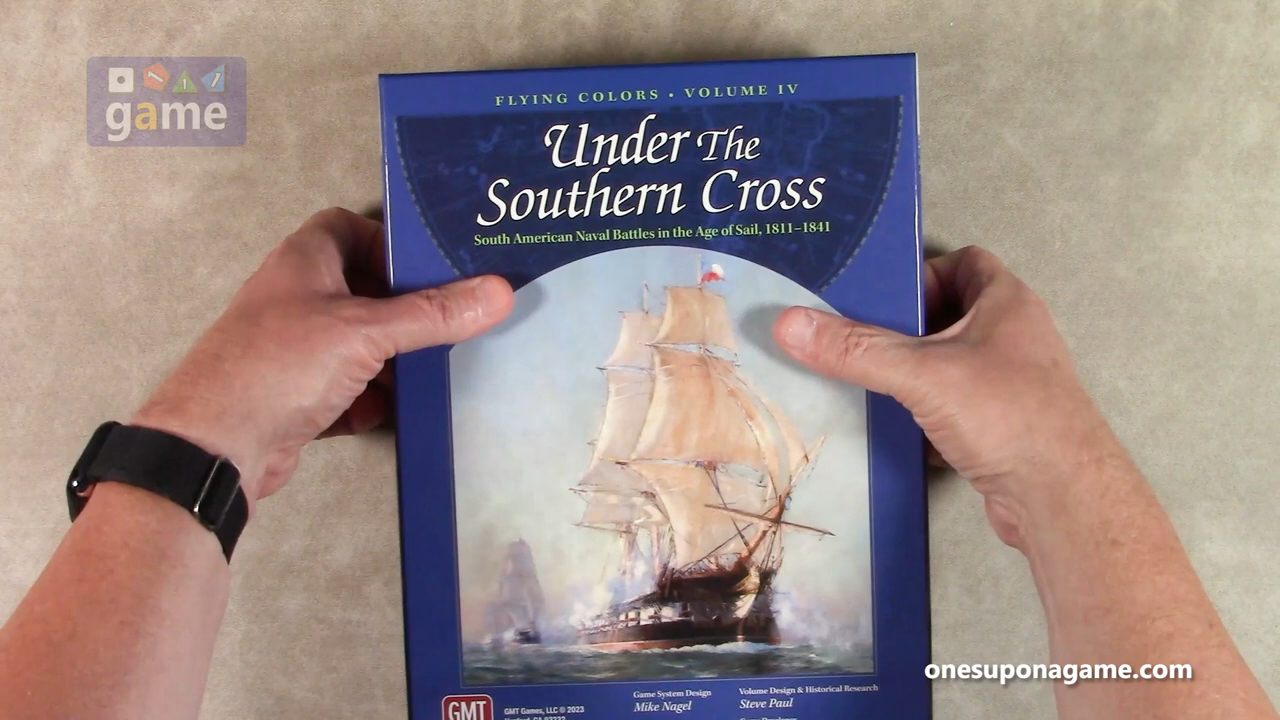 game
FLYING COLORS • VOLUME IV
Under The
Southern Cross
South American Naval Battles in the Age of Sail, 1811–1841
onesuponagame.com
GMT
GMT Games, LLC © 2023
Game System Design
Mike Nagel
Volume Design & Historical Research
Steve Paul